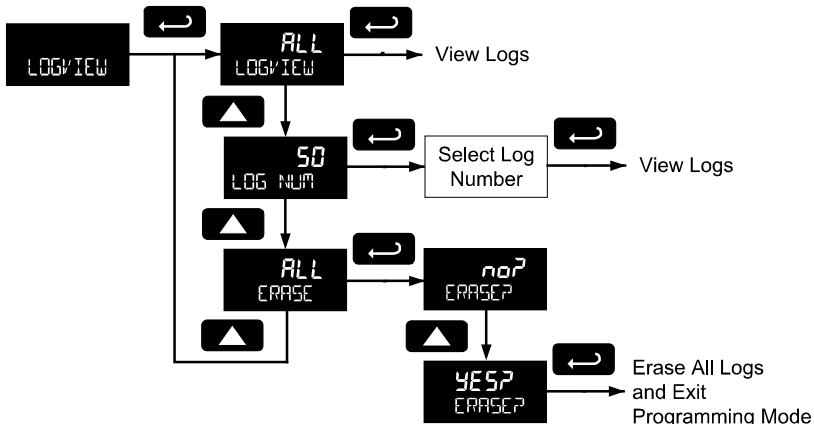 LOGVIEW
ALL
LOGVIEW
View Logs
50
LOG NUM
Select Log
Number
View Logs
ALL
ERASE
no?
ERASE?
YES?
ERASE?
Erase All Logs
and Exit
Programming Mode